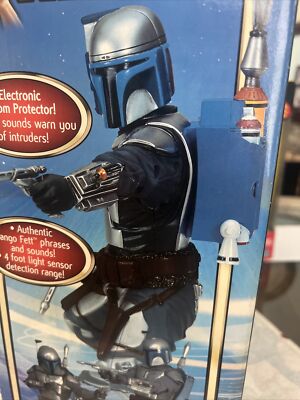 Electronic
om Protector!
sounds warn you
of intruders!
• Authentic
ango Fett™ phrases
and sounds!
• 4 foot light sensor
detection range!